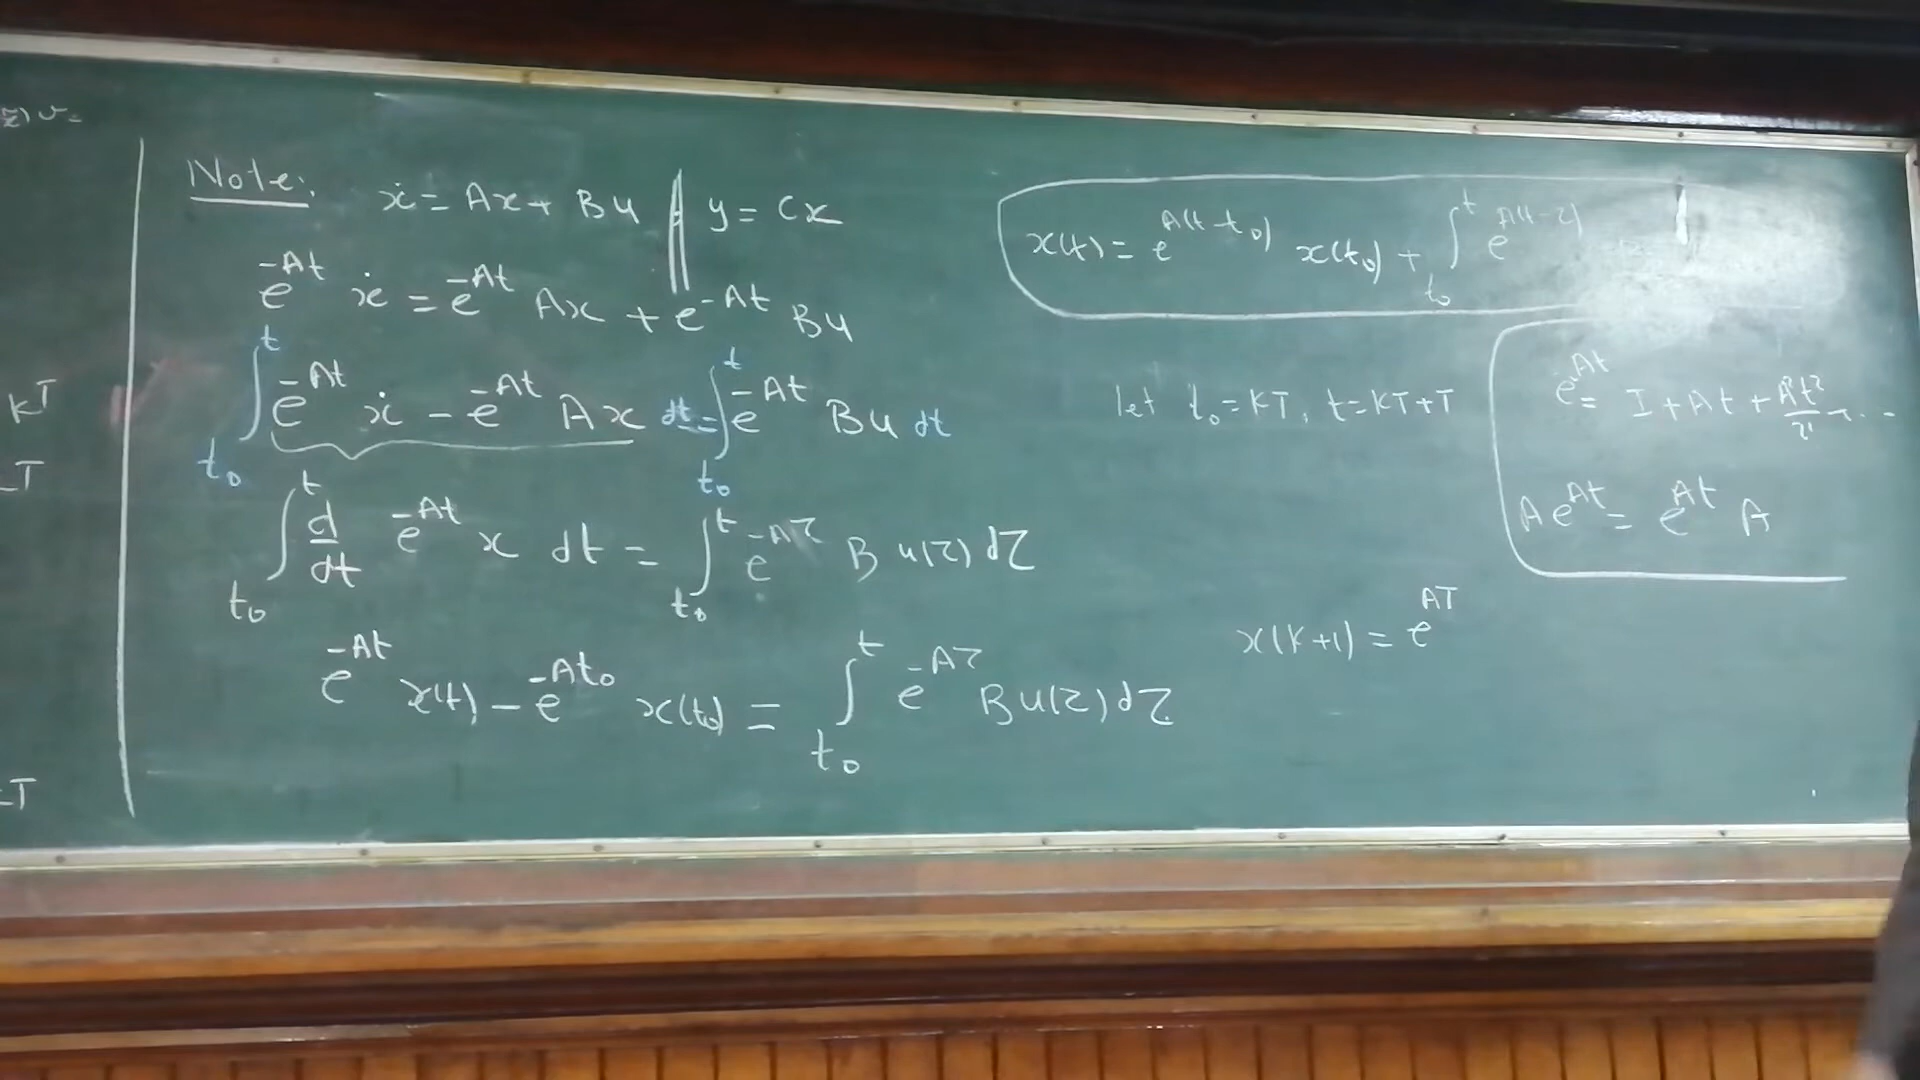 KT
Note: ẋ = Ax + Bu || y = Cx
e^{-At} ẋ = e^{-At} Ax + e^{-At} Bu
∫_{t₀}^{t} e^{-At} ẋ - e^{-At} Ax dt = ∫_{t₀}^{t} e^{-At} Bu dt
∫_{t₀}^{t} d/dt e^{-At} x dt = ∫_{t₀}^{t} e^{-Aτ} B u(τ) dτ
e^{-At} x(t) - e^{-At₀} x(t₀) = ∫_{t₀}^{t} e^{-Aτ} B u(τ) dτ
x(t) = e^{A(t-t₀)} x(t₀) + ∫_{t₀}^{t} e^{A(t-τ)}
let t₀ = KT, t = KT+T
e^{At} = I + At + A²t²/2! + ...
A e^{At} = e^{At} A
x(K+1) = e^{AT}